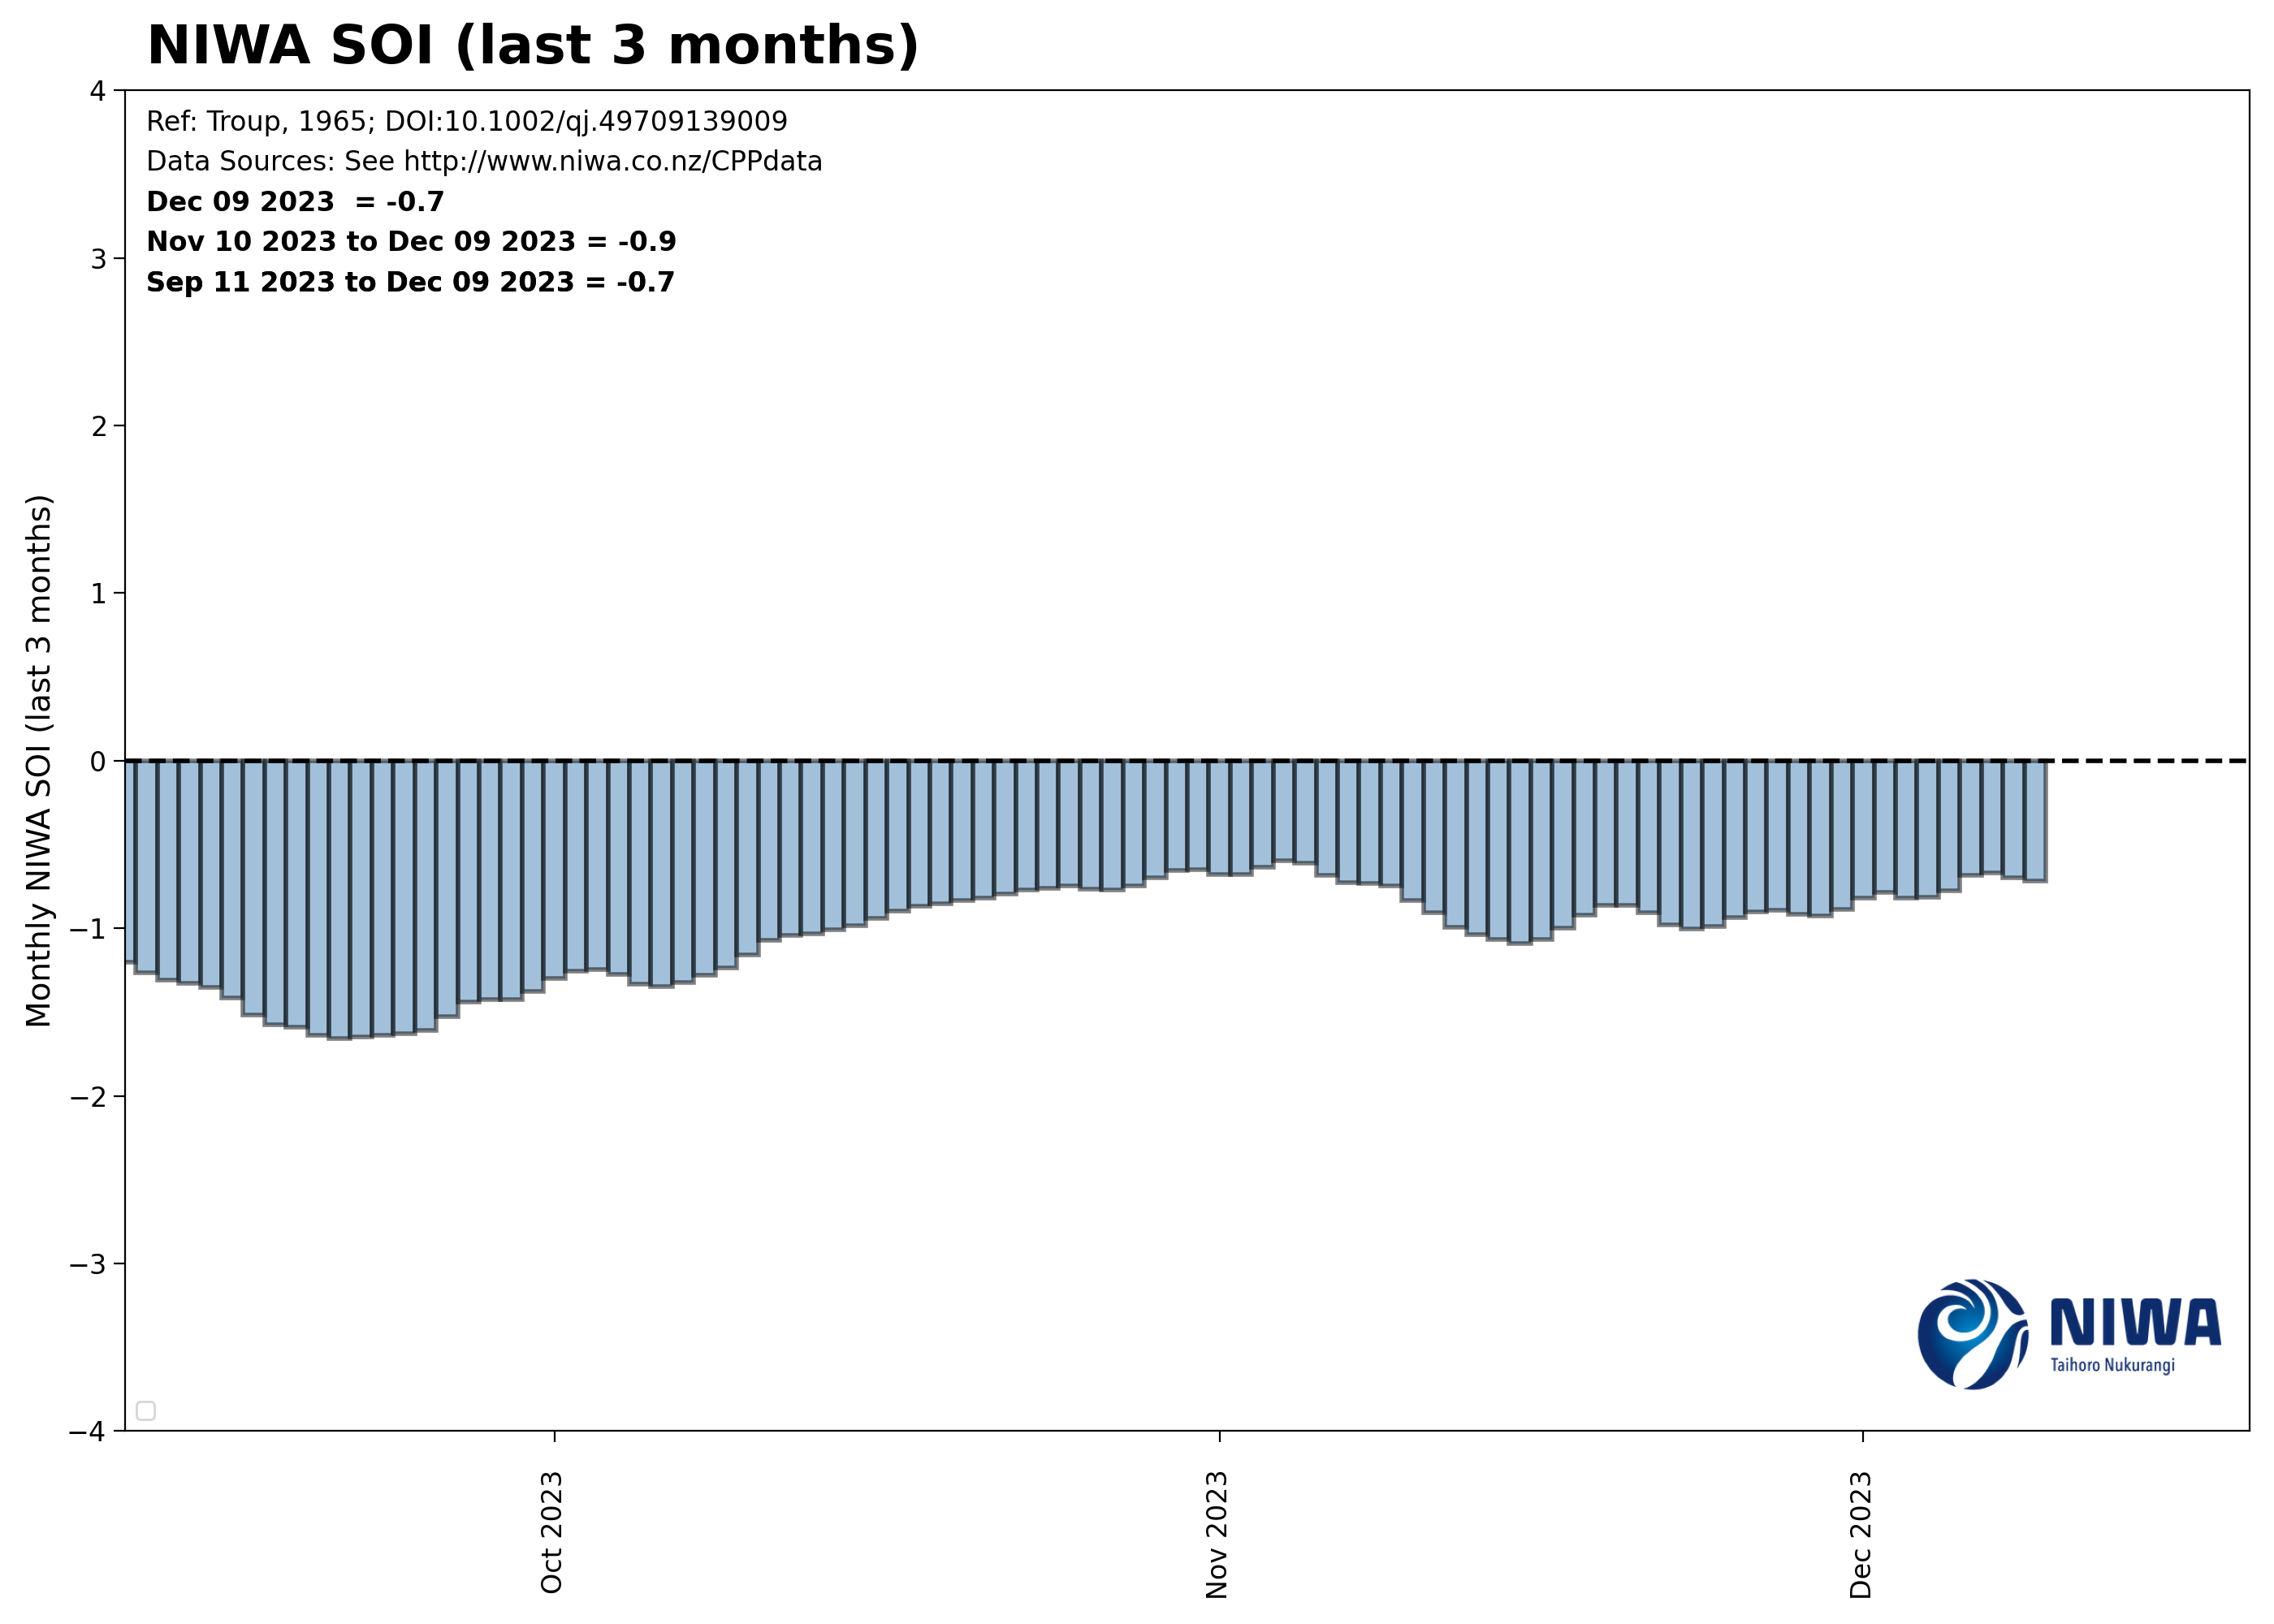 NIWA SOI (last 3 months)
Ref: Troup, 1965; DOI:10.1002/qj.49709139009
Data Sources: See http://www.niwa.co.nz/CPPdata
Dec 09 2023  = -0.7
Nov 10 2023 to Dec 09 2023 = -0.9
Sep 11 2023 to Dec 09 2023 = -0.7
Monthly NIWA SOI (last 3 months)
4
3
2
1
0
−1
−2
−3
−4
Oct 2023
Nov 2023
Dec 2023
NIWA
Taihoro Nukurangi